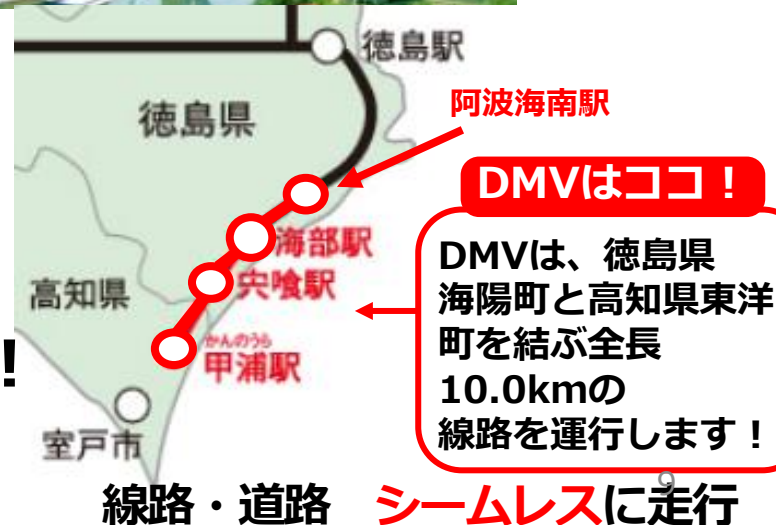 徳島駅
徳島県
阿波海南駅
DMVはココ！
海部駅
宍喰駅
高知県
かんのうら
甲浦駅
室戸市
DMVは、徳島県
海陽町と高知県東洋
町を結ぶ全長
10.0kmの
線路を運行します！
！
9
線路・道路　シームレスに走行